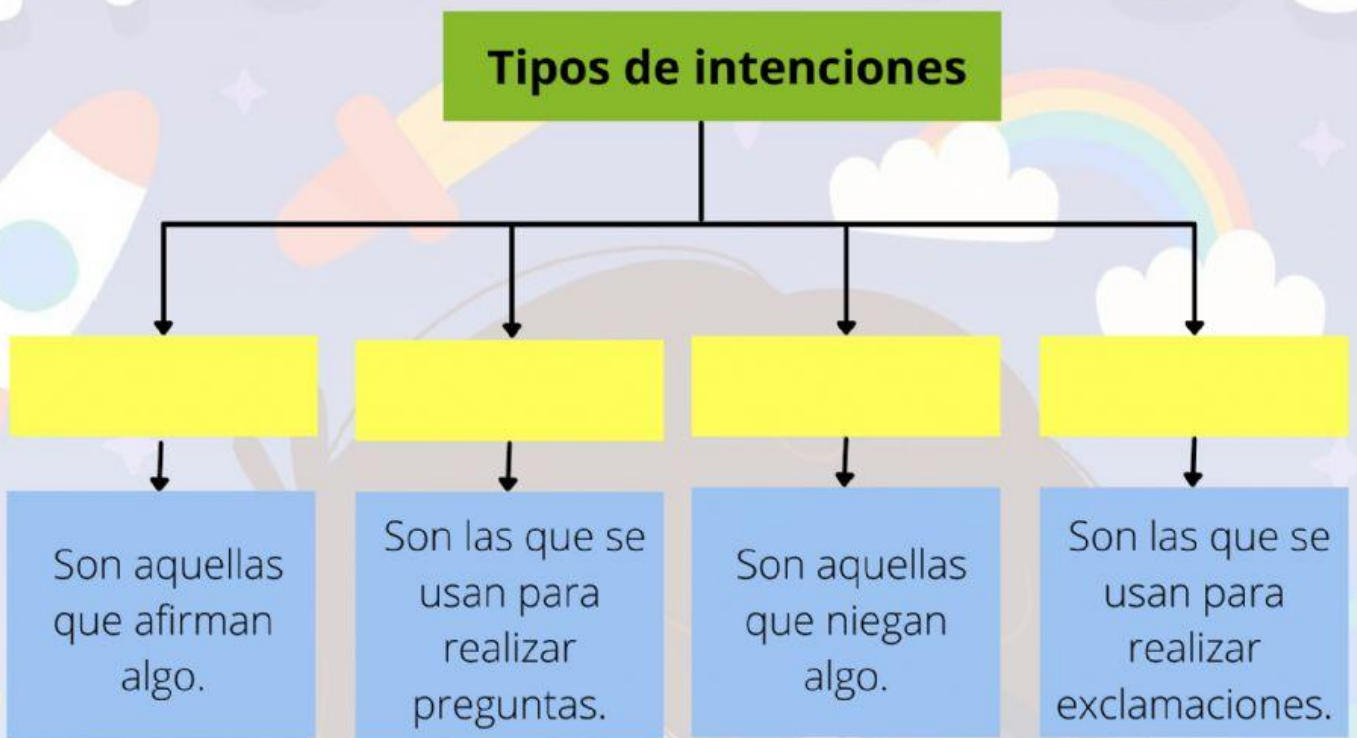 Tipos de intenciones
Son aquellas
que afirman
algo.
Son las que se
usan para
realizar
preguntas.
Son aquellas
que niegan
algo.
Son las que se
usan para
realizar
exclamaciones.